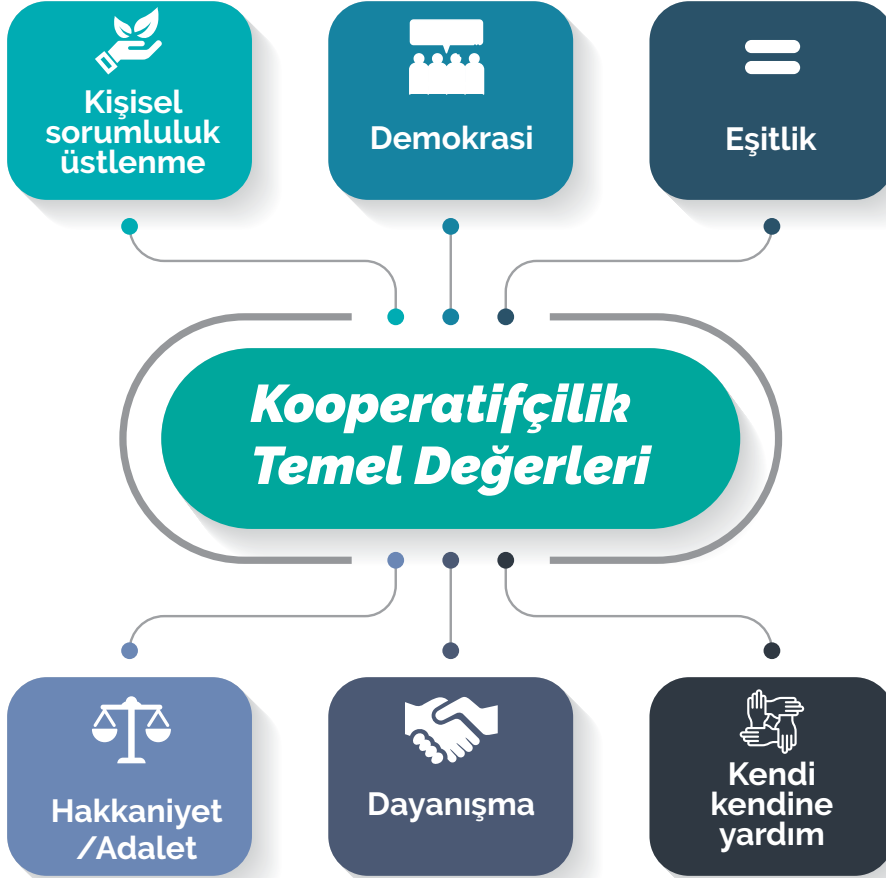 Kişisel
sorumluluk
üstlenme
Demokrasi
Eşitlik
Kooperatifçilik
Temel Değerleri
Hakkaniyet
/Adalet
Dayanışma
Kendi
kendine
yardım